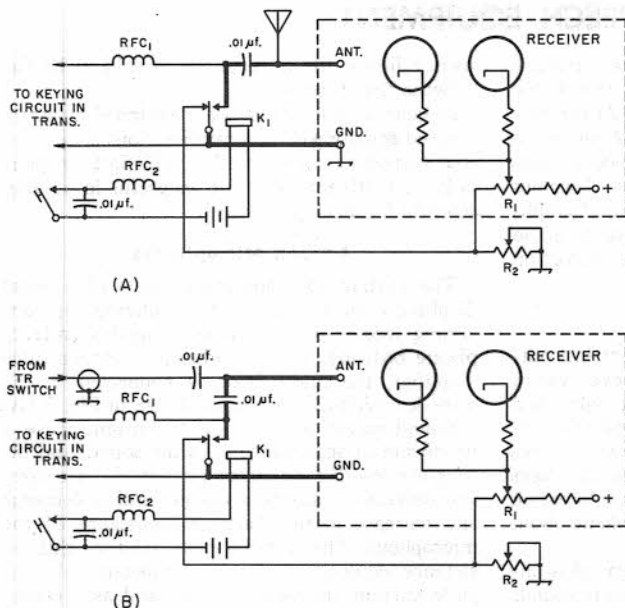 RFC1
.01 µf.
ANT.
RECEIVER
TO KEYING
CIRCUIT IN
TRANS.
K1
GND.
RFC2
.01 µf.
R1
+
R2
(A)
FROM
TR
SWITCH
.01 µf.
ANT.
RECEIVER
RFC1
.01 µf.
TO KEYING
CIRCUIT IN
TRANS.
K1
GND.
RFC2
.01 µf.
R1
+
R2
(B)